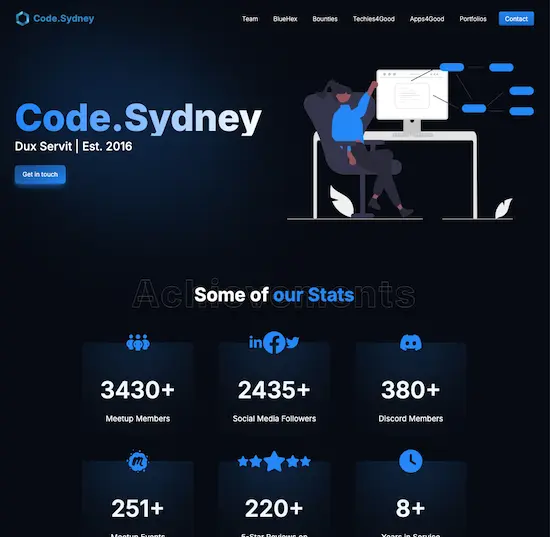 Code.Sydney
Team BlueHex Bounties Techies4Good Apps4Good Portfolios Contact
Code.Sydney
Dux Servit | Est. 2016
Get in touch
Achievements
Some of our Stats
3430+ 2435+ 380+
Meetup Members Social Media Followers Discord Members
251+ 220+ 8+
Meetup Events 5-Star Reviews on Years in Service